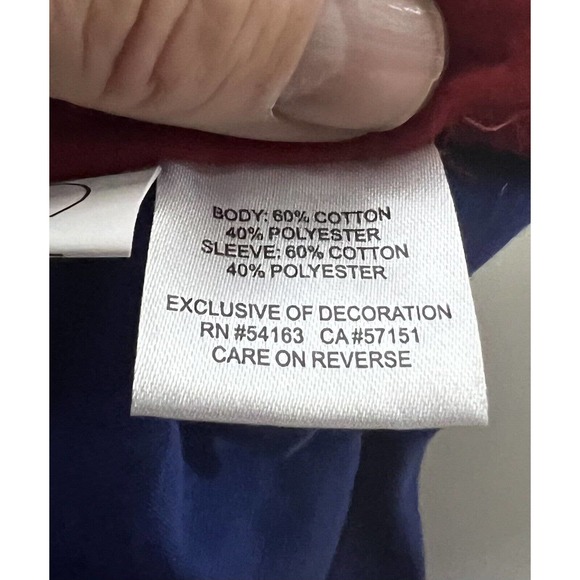 BODY: 60% COTTON
40% POLYESTER
SLEEVE: 60% COTTON
40% POLYESTER
EXCLUSIVE OF DECORATION
RN #54163 CA#57151
CARE ON REVERSE